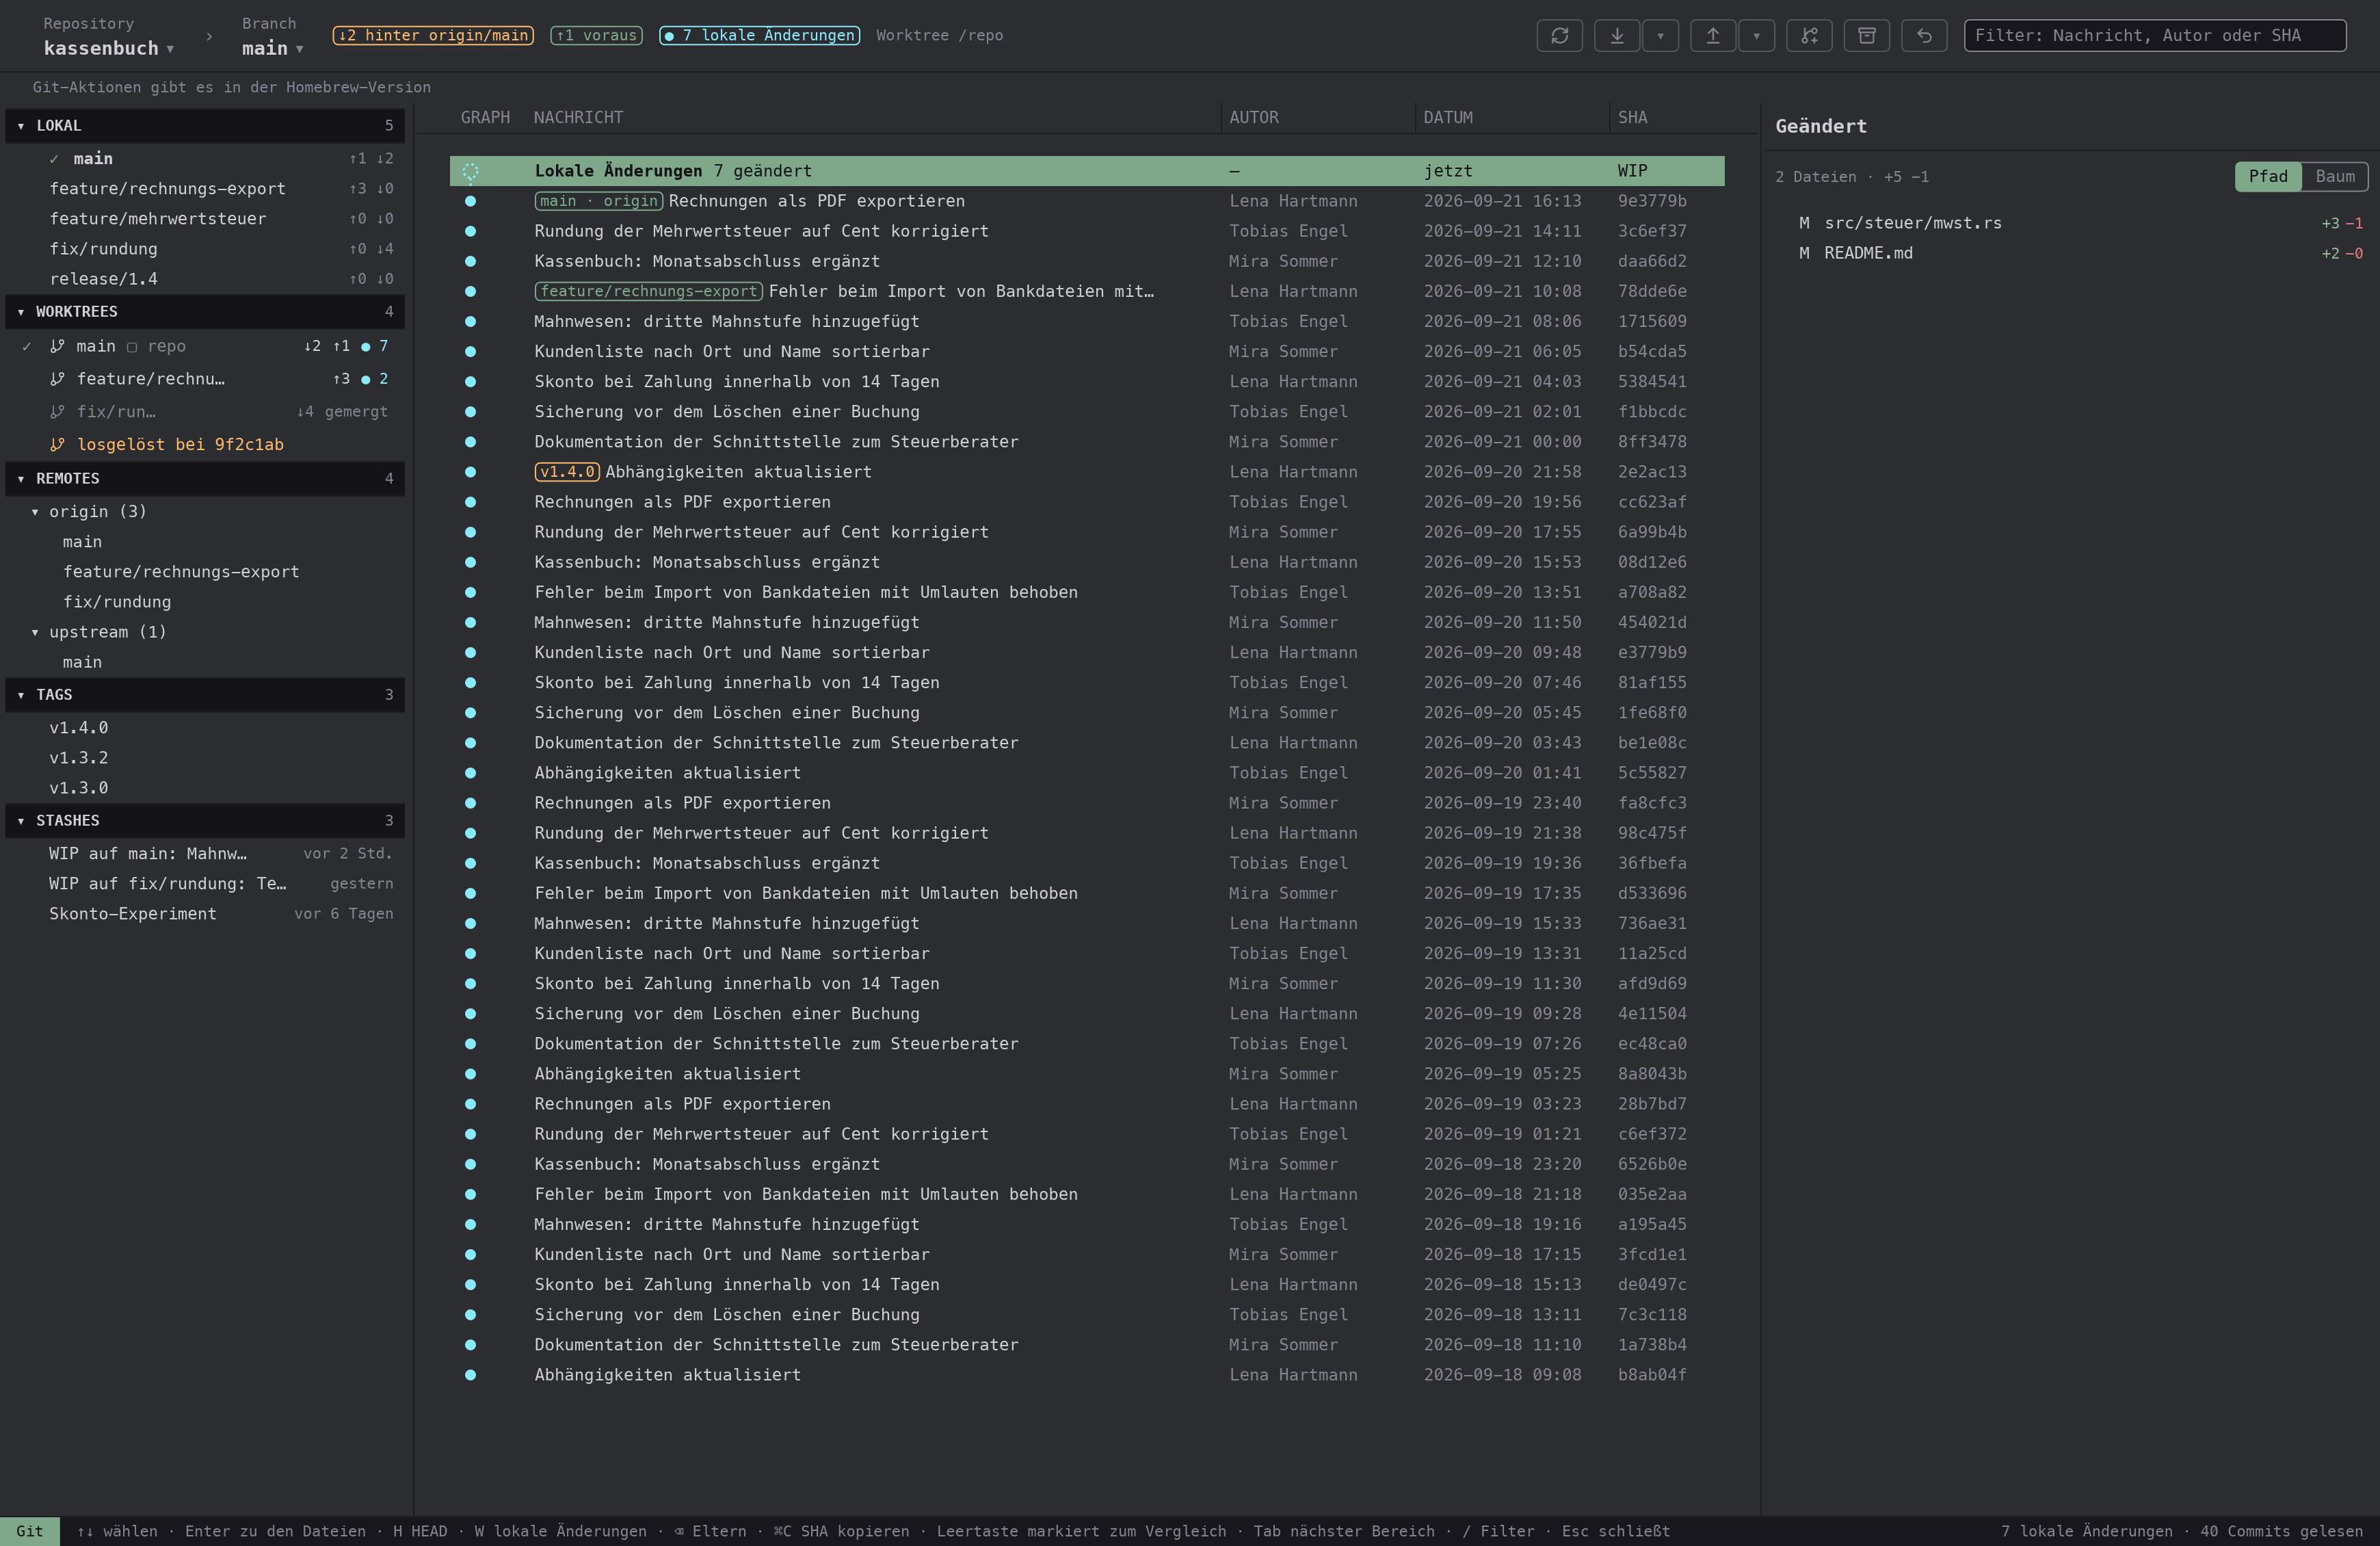 Repository
kassenbuch ▾
›
Branch
main ▾
↓2 hinter origin/main
↑1 voraus
● 7 lokale Änderungen
Worktree /repo
Filter: Nachricht, Autor oder SHA
Git-Aktionen gibt es in der Homebrew-Version
▾ LOKAL 5
✓ main ↑1 ↓2
feature/rechnungs-export ↑3 ↓0
feature/mehrwertsteuer ↑0 ↓0
fix/rundung ↑0 ↓4
release/1.4 ↑0 ↓0
▾ WORKTREES 4
✓ main ▢ repo ↓2 ↑1 ● 7
feature/rechnu… ↑3 ● 2
fix/run… ↓4 gemergt
losgelöst bei 9f2c1ab
▾ REMOTES 4
▾ origin (3)
main
feature/rechnungs-export
fix/rundung
▾ upstream (1)
main
▾ TAGS 3
v1.4.0
v1.3.2
v1.3.0
▾ STASHES 3
WIP auf main: Mahnw… vor 2 Std.
WIP auf fix/rundung: Te… gestern
Skonto-Experiment vor 6 Tagen
GRAPH NACHRICHT AUTOR DATUM SHA
Lokale Änderungen 7 geändert — jetzt WIP
main · origin Rechnungen als PDF exportieren Lena Hartmann 2026-09-21 16:13 9e3779b
Rundung der Mehrwertsteuer auf Cent korrigiert Tobias Engel 2026-09-21 14:11 3c6ef37
Kassenbuch: Monatsabschluss ergänzt Mira Sommer 2026-09-21 12:10 daa66d2
feature/rechnungs-export Fehler beim Import von Bankdateien mit… Lena Hartmann 2026-09-21 10:08 78dde6e
Mahnwesen: dritte Mahnstufe hinzugefügt Tobias Engel 2026-09-21 08:06 1715609
Kundenliste nach Ort und Name sortierbar Mira Sommer 2026-09-21 06:05 b54cda5
Skonto bei Zahlung innerhalb von 14 Tagen Lena Hartmann 2026-09-21 04:03 5384541
Sicherung vor dem Löschen einer Buchung Tobias Engel 2026-09-21 02:01 f1bbcdc
Dokumentation der Schnittstelle zum Steuerberater Mira Sommer 2026-09-21 00:00 8ff3478
v1.4.0 Abhängigkeiten aktualisiert Lena Hartmann 2026-09-20 21:58 2e2ac13
Rechnungen als PDF exportieren Tobias Engel 2026-09-20 19:56 cc623af
Rundung der Mehrwertsteuer auf Cent korrigiert Mira Sommer 2026-09-20 17:55 6a99b4b
Kassenbuch: Monatsabschluss ergänzt Lena Hartmann 2026-09-20 15:53 08d12e6
Fehler beim Import von Bankdateien mit Umlauten behoben Tobias Engel 2026-09-20 13:51 a708a82
Mahnwesen: dritte Mahnstufe hinzugefügt Mira Sommer 2026-09-20 11:50 454021d
Kundenliste nach Ort und Name sortierbar Lena Hartmann 2026-09-20 09:48 e3779b9
Skonto bei Zahlung innerhalb von 14 Tagen Tobias Engel 2026-09-20 07:46 81af155
Sicherung vor dem Löschen einer Buchung Mira Sommer 2026-09-20 05:45 1fe68f0
Dokumentation der Schnittstelle zum Steuerberater Lena Hartmann 2026-09-20 03:43 be1e08c
Abhängigkeiten aktualisiert Tobias Engel 2026-09-20 01:41 5c55827
Rechnungen als PDF exportieren Mira Sommer 2026-09-19 23:40 fa8cfc3
Rundung der Mehrwertsteuer auf Cent korrigiert Lena Hartmann 2026-09-19 21:38 98c475f
Kassenbuch: Monatsabschluss ergänzt Tobias Engel 2026-09-19 19:36 36fbefa
Fehler beim Import von Bankdateien mit Umlauten behoben Mira Sommer 2026-09-19 17:35 d533696
Mahnwesen: dritte Mahnstufe hinzugefügt Lena Hartmann 2026-09-19 15:33 736ae31
Kundenliste nach Ort und Name sortierbar Tobias Engel 2026-09-19 13:31 11a25cd
Skonto bei Zahlung innerhalb von 14 Tagen Mira Sommer 2026-09-19 11:30 afd9d69
Sicherung vor dem Löschen einer Buchung Lena Hartmann 2026-09-19 09:28 4e11504
Dokumentation der Schnittstelle zum Steuerberater Tobias Engel 2026-09-19 07:26 ec48ca0
Abhängigkeiten aktualisiert Mira Sommer 2026-09-19 05:25 8a8043b
Rechnungen als PDF exportieren Lena Hartmann 2026-09-19 03:23 28b7bd7
Rundung der Mehrwertsteuer auf Cent korrigiert Tobias Engel 2026-09-19 01:21 c6ef372
Kassenbuch: Monatsabschluss ergänzt Mira Sommer 2026-09-18 23:20 6526b0e
Fehler beim Import von Bankdateien mit Umlauten behoben Lena Hartmann 2026-09-18 21:18 035e2aa
Mahnwesen: dritte Mahnstufe hinzugefügt Tobias Engel 2026-09-18 19:16 a195a45
Kundenliste nach Ort und Name sortierbar Mira Sommer 2026-09-18 17:15 3fcd1e1
Skonto bei Zahlung innerhalb von 14 Tagen Lena Hartmann 2026-09-18 15:13 de0497c
Sicherung vor dem Löschen einer Buchung Tobias Engel 2026-09-18 13:11 7c3c118
Dokumentation der Schnittstelle zum Steuerberater Mira Sommer 2026-09-18 11:10 1a738b4
Abhängigkeiten aktualisiert Lena Hartmann 2026-09-18 09:08 b8ab04f
Geändert
2 Dateien · +5 −1
Pfad Baum
M src/steuer/mwst.rs +3 −1
M README.md +2 −0
Git ↑↓ wählen · Enter zu den Dateien · H HEAD · W lokale Änderungen · ⌫ Eltern · ⌘C SHA kopieren · Leertaste markiert zum Vergleich · Tab nächster Bereich · / Filter · Esc schließt
7 lokale Änderungen · 40 Commits gelesen